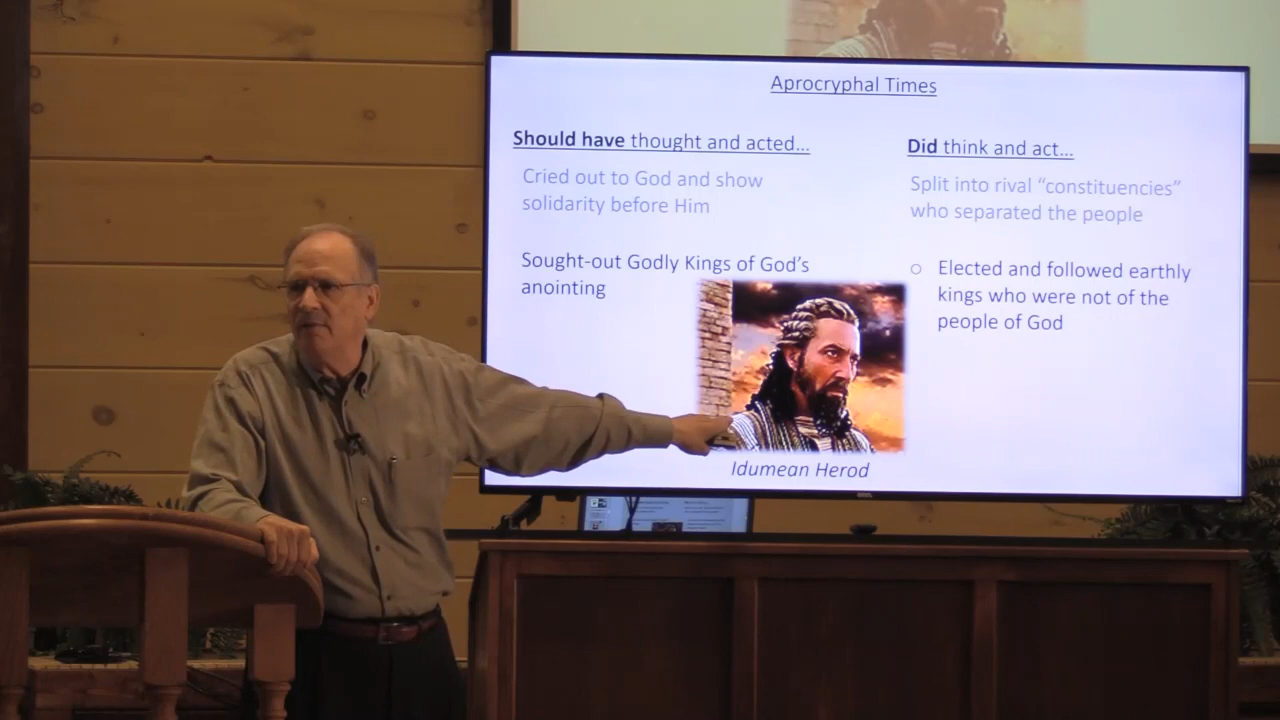 Aprocryphal Times
Should have thought and acted...
Cried out to God and show
solidarity before Him
Sought-out Godly Kings of God's
anointing
Did think and act...
Split into rival “constituencies”
who separated the people
○ Elected and followed earthly
kings who were not of the
people of God
Idumean Herod